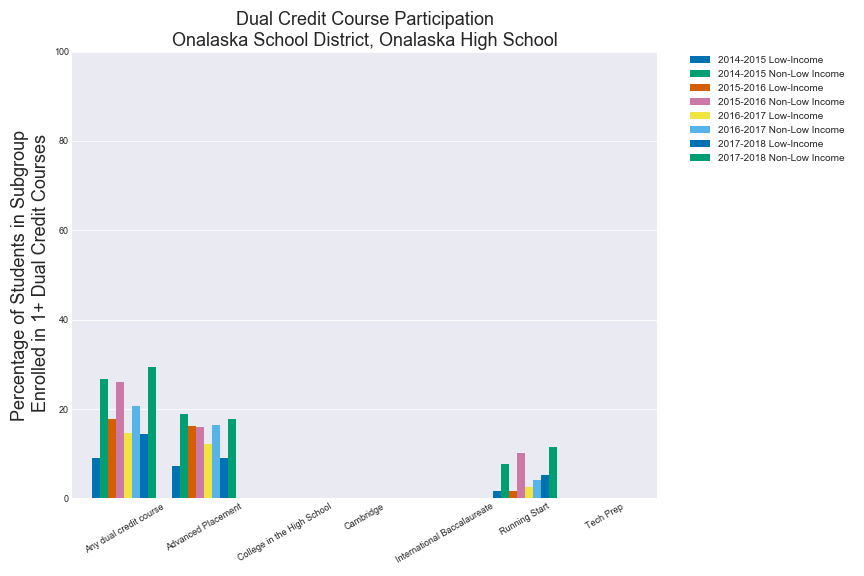 Dual Credit Course Participation
Onalaska School District, Onalaska High School
Percentage of Students in Subgroup
Enrolled in 1+ Dual Credit Courses
100
80
60
40
20
0
Any dual credit course
Advanced Placement
College in the High School
Cambridge
International Baccalaureate
Running Start
Tech Prep
2014-2015 Low-Income
2014-2015 Non-Low Income
2015-2016 Low-Income
2015-2016 Non-Low Income
2016-2017 Low-Income
2016-2017 Non-Low Income
2017-2018 Low-Income
2017-2018 Non-Low Income